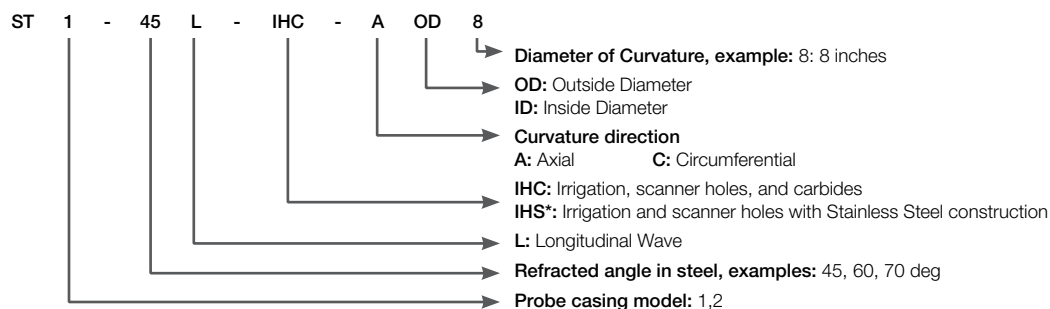 ST 1 - 45 L - IHC - A OD 8
Diameter of Curvature, example: 8: 8 inches
OD: Outside Diameter
ID: Inside Diameter
Curvature direction
A: Axial C: Circumferential
IHC: Irrigation, scanner holes, and carbides
IHS*: Irrigation and scanner holes with Stainless Steel construction
L: Longitudinal Wave
Refracted angle in steel, examples: 45, 60, 70 deg
Probe casing model: 1,2